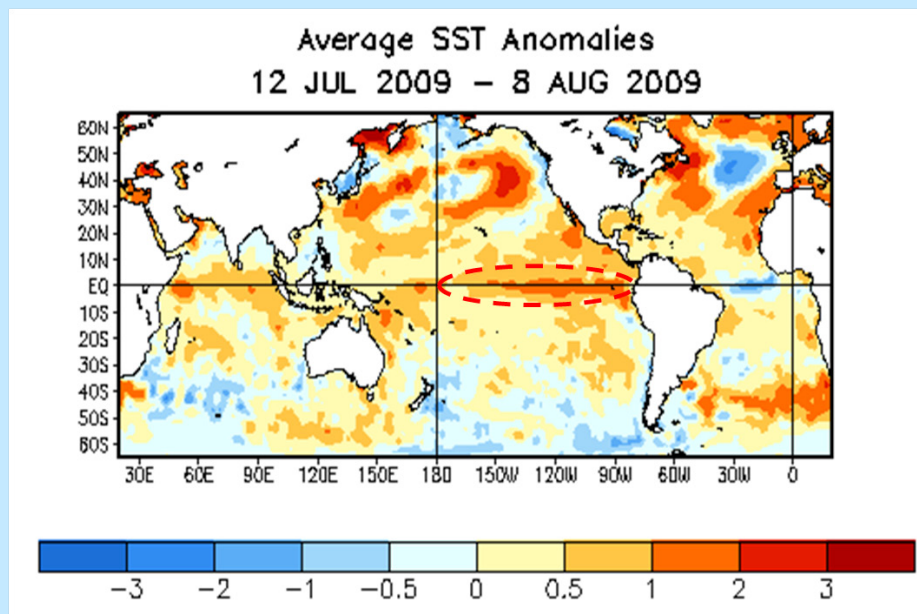 Average SST Anomalies
12 JUL 2009 – 8 AUG 2009
60N
50N
40N
30N
20N
10N
EQ
10S
20S
30S
40S
50S
60S
30E 60E 90E 120E 150E 180 150W 120W 90W 60W 30W 0
−3 −2 −1 −0.5 0 0.5 1 2 3